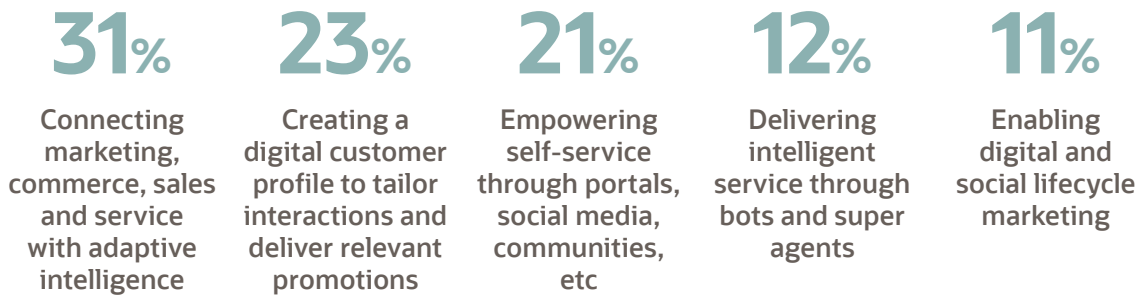 31%
Connecting
marketing,
commerce, sales
and service
with adaptive
intelligence
23%
Creating a
digital customer
profile to tailor
interactions and
deliver relevant
promotions
21%
Empowering
self-service
through portals,
social media,
communities,
etc
12%
Delivering
intelligent
service through
bots and super
agents
11%
Enabling
digital and
social lifecycle
marketing